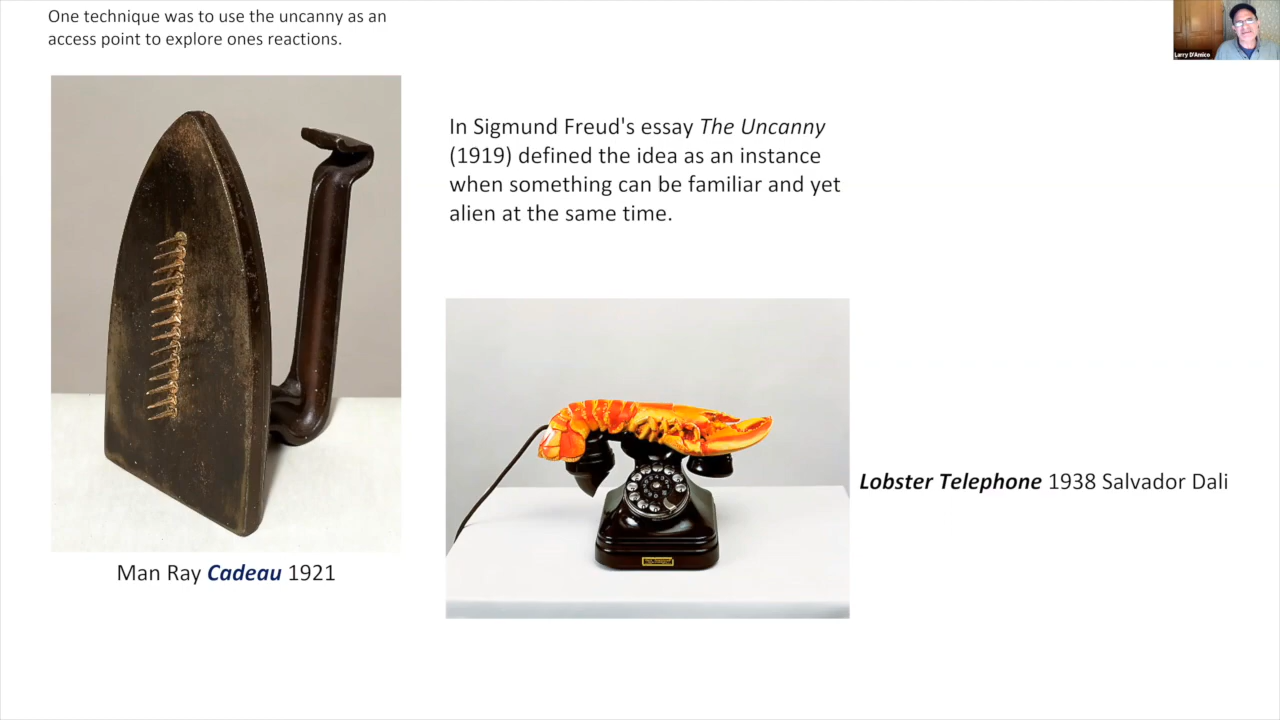 One technique was to use the uncanny as an
access point to explore ones reactions.
Larry D'Amico
In Sigmund Freud's essay The Uncanny
(1919) defined the idea as an instance
when something can be familiar and yet
alien at the same time.
Lobster Telephone 1938 Salvador Dali
Man Ray Cadeau 1921